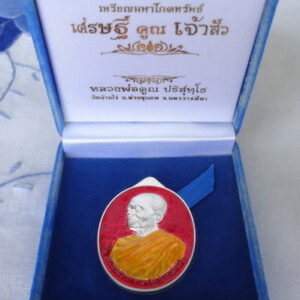 เหรียญมหาโภคทรัพย์
เศรษฐี คูณ เจ้าสัว
หลวงพ่อคูณ ปริสุทฺโธ
วัดบ้านไร่ อ.ด่านขุนทด จ.นครราชสีมา